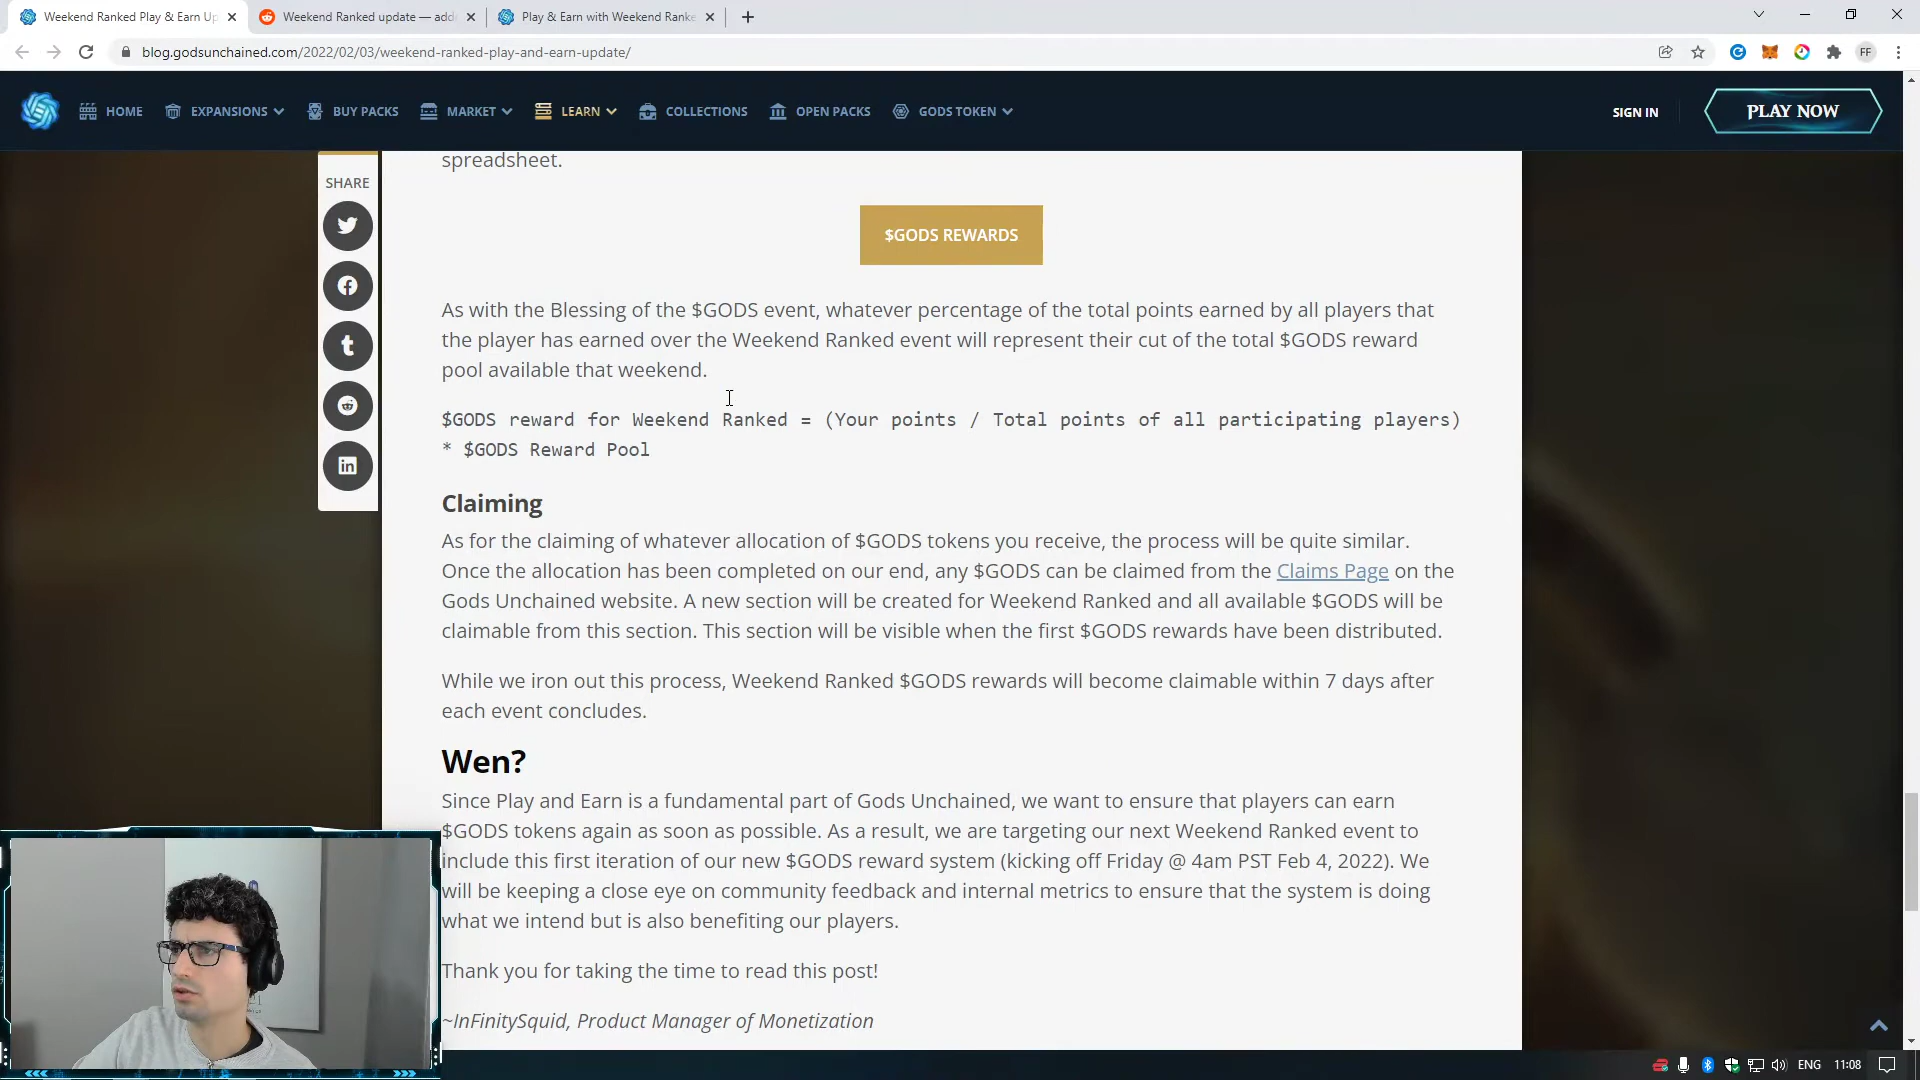 Weekend Ranked Play & Earn Up
Weekend Ranked update — add
Play & Earn with Weekend Ranke
blog.godsunchained.com/2022/02/03/weekend-ranked-play-and-earn-update/
FF
HOME
EXPANSIONS
BUY PACKS
MARKET
LEARN
COLLECTIONS
OPEN PACKS
GODS TOKEN
SIGN IN
PLAY NOW
SHARE
spreadsheet.
$GODS REWARDS
As with the Blessing of the $GODS event, whatever percentage of the total points earned by all players that
the player has earned over the Weekend Ranked event will represent their cut of the total $GODS reward
pool available that weekend.
$GODS reward for Weekend Ranked = (Your points / Total points of all participating players)
* $GODS Reward Pool
Claiming
As for the claiming of whatever allocation of $GODS tokens you receive, the process will be quite similar.
Once the allocation has been completed on our end, any $GODS can be claimed from the Claims Page on the
Gods Unchained website. A new section will be created for Weekend Ranked and all available $GODS will be
claimable from this section. This section will be visible when the first $GODS rewards have been distributed.
While we iron out this process, Weekend Ranked $GODS rewards will become claimable within 7 days after
each event concludes.
Wen?
Since Play and Earn is a fundamental part of Gods Unchained, we want to ensure that players can earn
$GODS tokens again as soon as possible. As a result, we are targeting our next Weekend Ranked event to
include this first iteration of our new $GODS reward system (kicking off Friday @ 4am PST Feb 4, 2022). We
will be keeping a close eye on community feedback and internal metrics to ensure that the system is doing
what we intend but is also benefiting our players.
Thank you for taking the time to read this post!
~InFinitySquid, Product Manager of Monetization
ENG
11:08